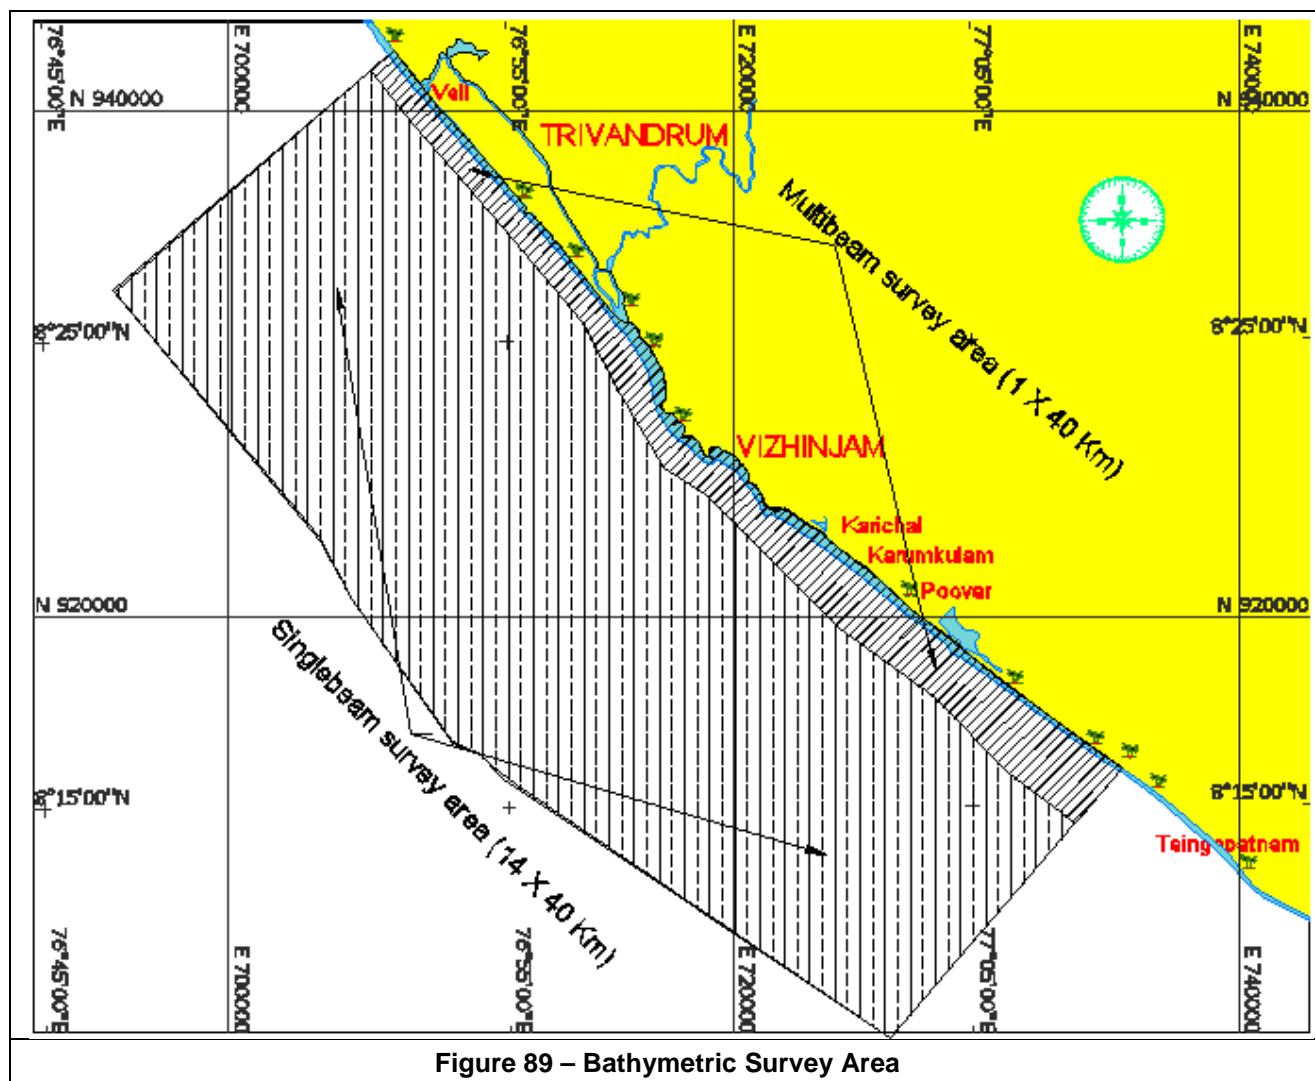 76°45'00"E
E 700000
76°55'00"E
E 720000
77°05'00"E
E 740000
N 940000
Veli
N 940000
TRIVANDRUM
Multibeam survey area (1 X 40 Km)
8°25'00"N
8°25'00"N
VIZHINJAM
Karichal
Karumkulam
Poovar
N 920000
N 920000
Singlebeam survey area (14 X 40 Km)
8°15'00"N
8°15'00"N
Teingapatnam
76°45'00"E
E 700000
76°55'00"E
E 720000
77°05'00"E
E 740000
Figure 89 – Bathymetric Survey Area